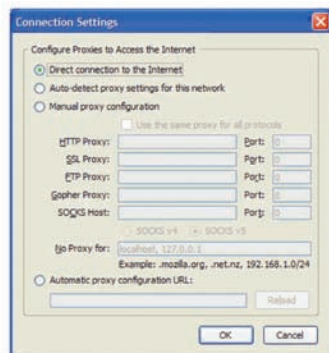 Connection Settings
Configure Proxies to Access the Internet
Direct connection to the Internet
Auto-detect proxy settings for this network
Manual proxy configuration
Use the same proxy for all protocols
HTTP Proxy: Port: 0
SSL Proxy: Port: 0
FTP Proxy: Port: 0
Gopher Proxy: Port: 0
SOCKS Host: Port: 0
SOCKS v4 SOCKS v5
No Proxy for: localhost, 127.0.0.1
Example: .mozilla.org, .net.nz, 192.168.1.0/24
Automatic proxy configuration URL:
Reload
OK Cancel